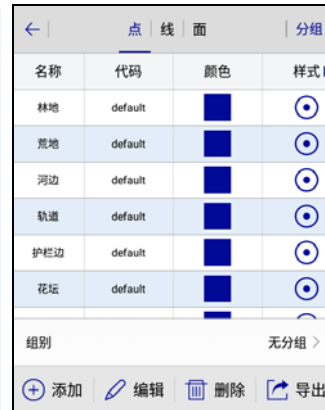 点 线 面 分组
名称 代码 颜色 样式
林地 default
荒地 default
河边 default
轨道 default
护栏边 default
花坛 default
组别 无分组 >
添加 编辑 删除 导出